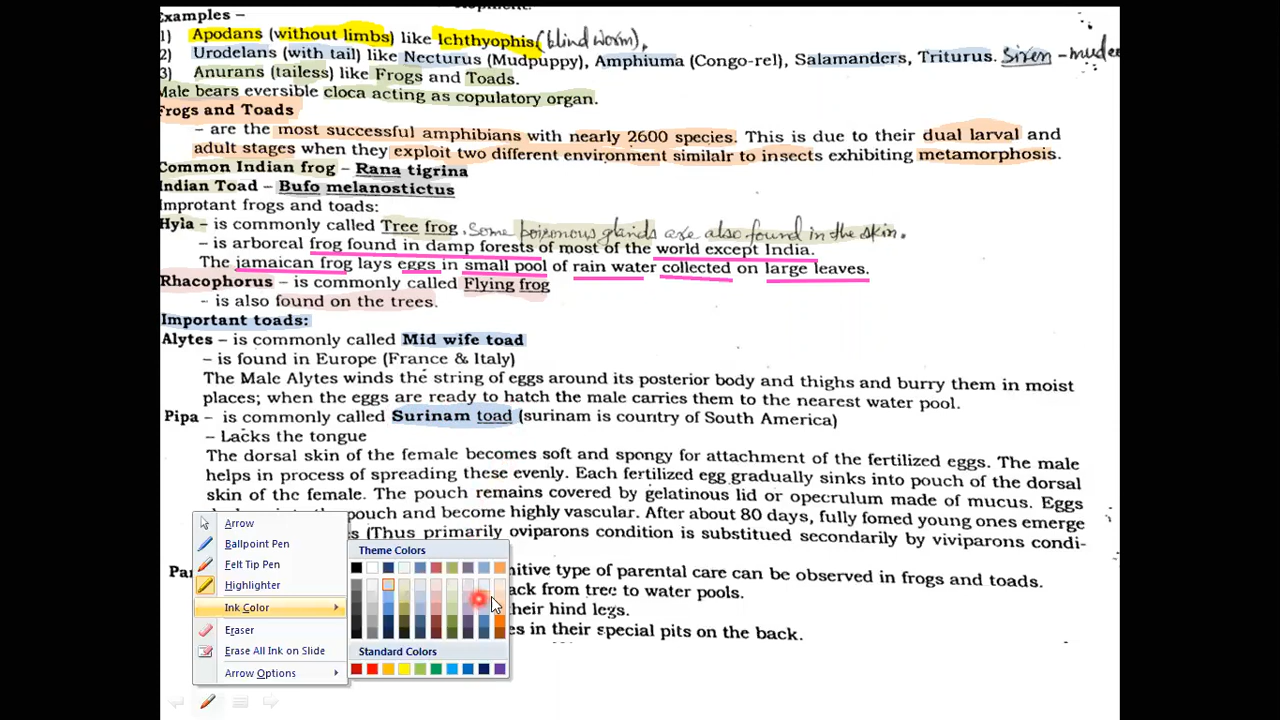 Examples –
1) Apodans (without limbs) like Ichthyophis (blind worm),
2) Urodelans (with tail) like Necturus (Mudpuppy), Amphiuma (Congo-rel), Salamanders, Triturus. Siren -
3) Anurans (tailess) like Frogs and Toads.
Male bears eversible cloca acting as copulatory organ.
Frogs and Toads
– are the most successful amphibians with nearly 2600 species. This is due to their dual larval and
adult stages when they exploit two different environment similalr to insects exhibiting metamorphosis.
Common Indian frog – Rana tigrina
Indian Toad – Bufo melanostictus
Improtant frogs and toads:
Hyia – is commonly called Tree frog. Some poisonous glands are also found in the skin.
– is arborcal frog found in damp forests of most of the world except India.
The jamaican frog lays eggs in small pool of rain water collected on large leaves.
Rhacophorus – is commonly called Flying frog
– is also found on the trees.
Important toads:
Alytes – is commonly called Mid wife toad
– is found in Europe (France & Italy)
The Male Alytes winds the string of eggs around its posterior body and thighs and burry them in moist
places; when the eggs are ready to hatch the male carries them to the nearest water pool.
Pipa – is commonly called Surinam toad (surinam is country of South America)
– Lacks the tongue
The dorsal skin of the female becomes soft and spongy for attachment of the fertilized eggs. The male
helps in process of spreading these evenly. Each fertilized egg gradually sinks into pouch of the dorsal
skin of the female. The pouch remains covered by gelatinous lid or opecrulum made of mucus. Eggs
pouch and become highly vascular. After about 80 days, fully fomed young ones emerge
(Thus primarily oviparons condition is substitued secondarily by viviparons condi-
nitive type of parental care can be observed in frogs and toads.
ack from tree to water pools.
their hind legs.
es in their special pits on the back.
Arrow
Ballpoint Pen
Felt Tip Pen
Highlighter
Ink Color
Eraser
Erase All Ink on Slide
Arrow Options
Theme Colors
Standard Colors